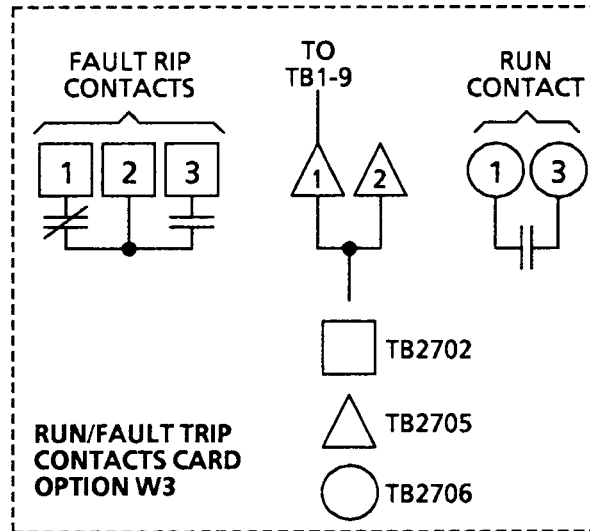 FAULT RIP
CONTACTS
1 2 3
TO
TB1-9
1 2
RUN
CONTACT
1 3
TB2702
TB2705
TB2706
RUN/FAULT TRIP
CONTACTS CARD
OPTION W3